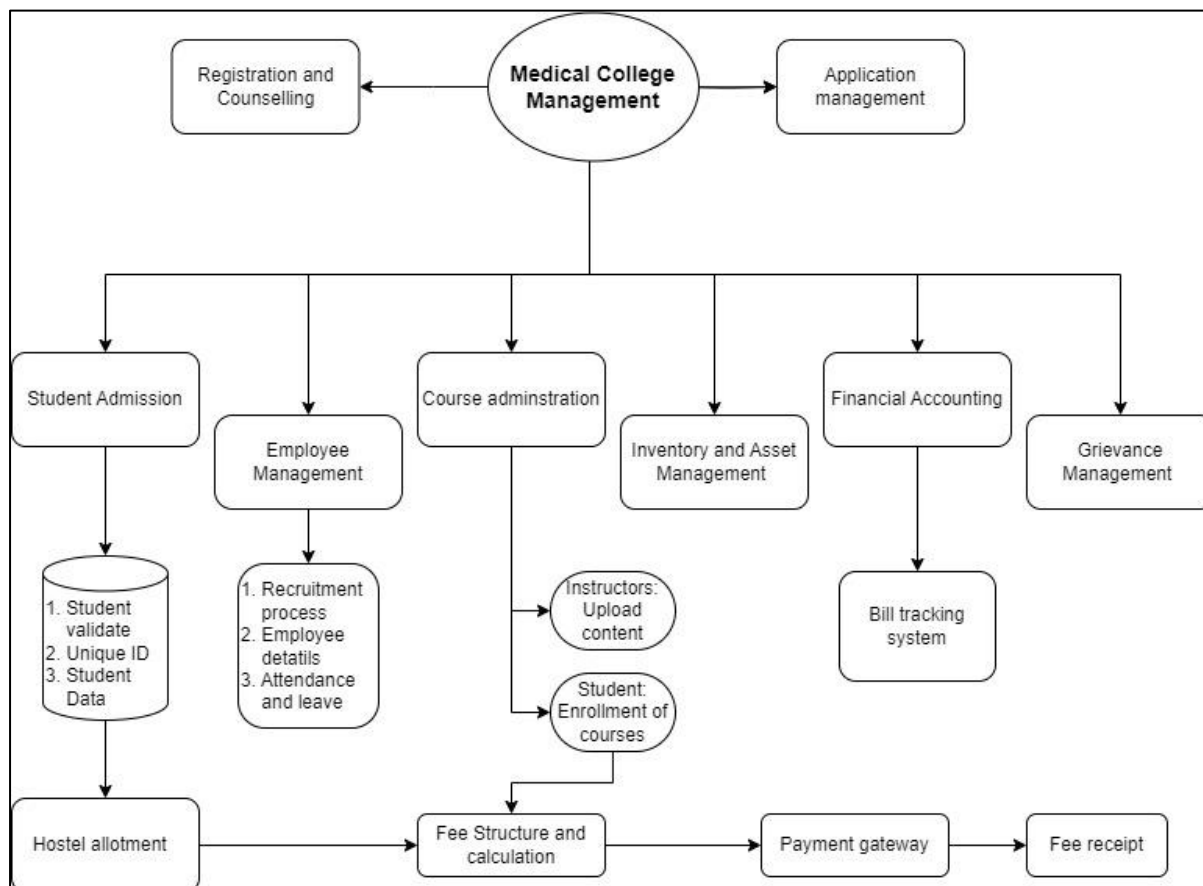 Registration and
Counselling
Medical College
Management
Application
management
Student Admission
Employee
Management
Course adminstration
Inventory and Asset
Management
Financial Accounting
Grievance
Management
1. Student
validate
2. Unique ID
3. Student
Data
1. Recruitment
process
2. Employee
detatils
3. Attendance
and leave
Instructors:
Upload
content
Student:
Enrollment of
courses
Bill tracking
system
Hostel allotment
Fee Structure and
calculation
Payment gateway
Fee receipt